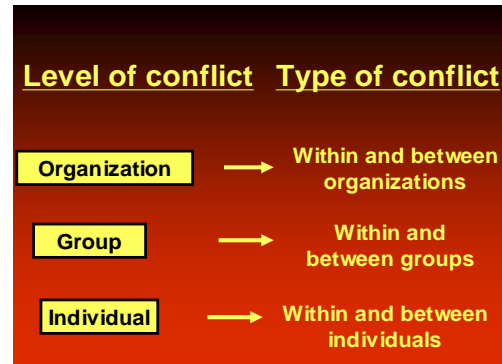 Level of conflict Type of conflict
Organization Within and between
organizations
Group Within and
between groups
Individual Within and between
individuals